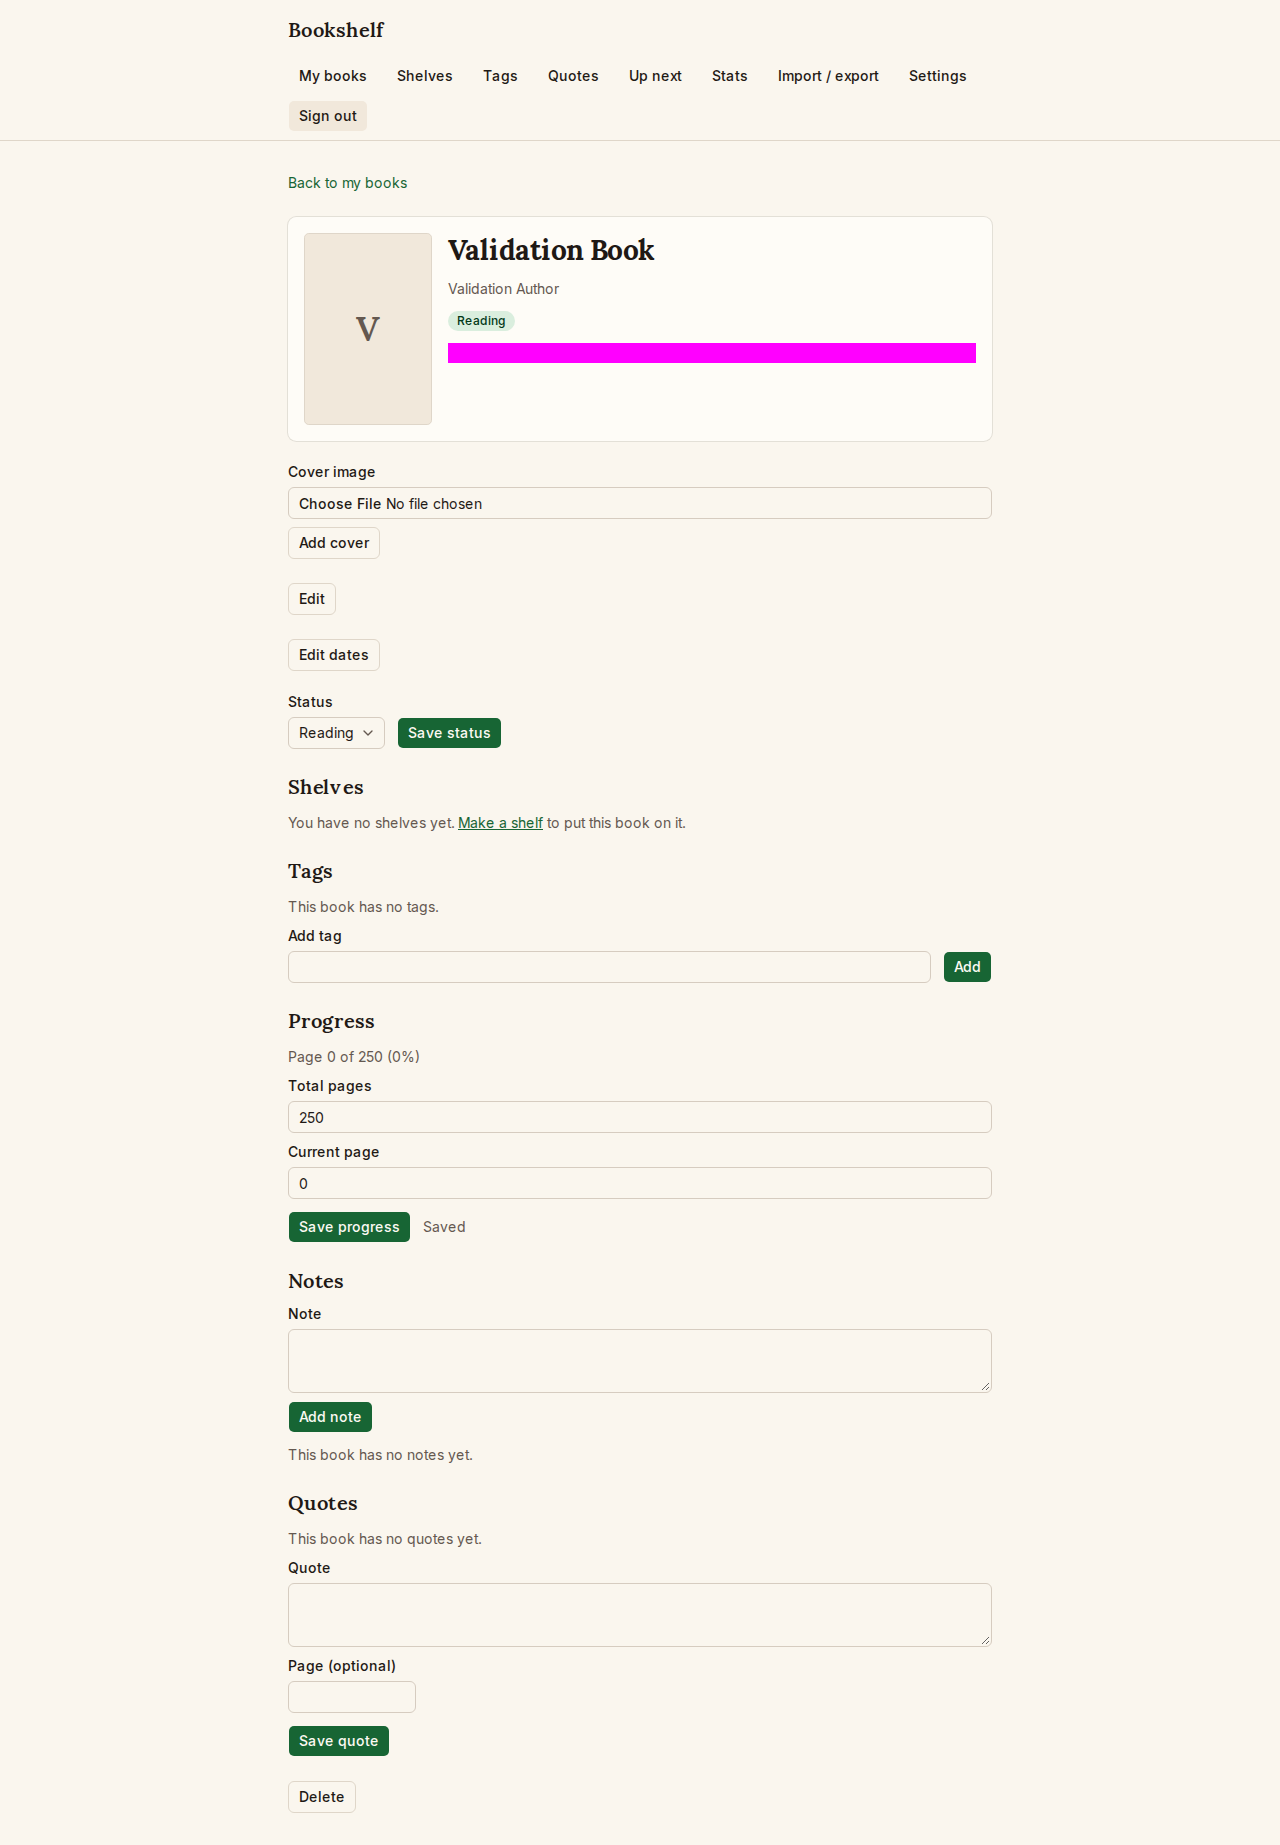 Bookshelf
My books Shelves Tags Quotes Up next Stats Import / export Settings
Sign out
Back to my books
V
Validation Book
Validation Author
Reading
Cover image
Choose File No file chosen
Add cover
Edit
Edit dates
Status
Reading Save status
Shelves
You have no shelves yet. Make a shelf to put this book on it.
Tags
This book has no tags.
Add tag
Add
Progress
Page 0 of 250 (0%)
Total pages
250
Current page
0
Save progress Saved
Notes
Note
Add note
This book has no notes yet.
Quotes
This book has no quotes yet.
Quote
Page (optional)
Save quote
Delete